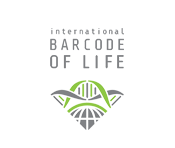 international
BARCODE
OF LIFE